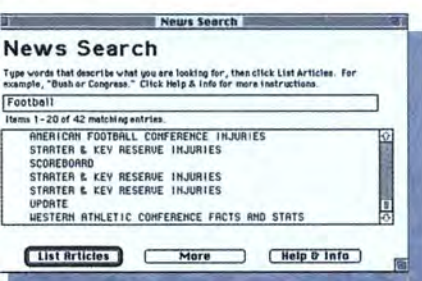 News Search
News Search
Type words that describe what you are looking for, then click List Articles. For
example, "Bush or Congress." Click Help & Info for more instructions.
Football
Items 1-20 of 42 matching entries.
AMERICAN FOOTBALL CONFERENCE INJURIES
STARTER & KEY RESERVE INJURIES
SCOREBOARD
STARTER & KEY RESERVE INJURIES
STARTER & KEY RESERVE INJURIES
UPDATE
WESTERN ATHLETIC CONFERENCE FACTS AND STATS
List Articles More Help & Info